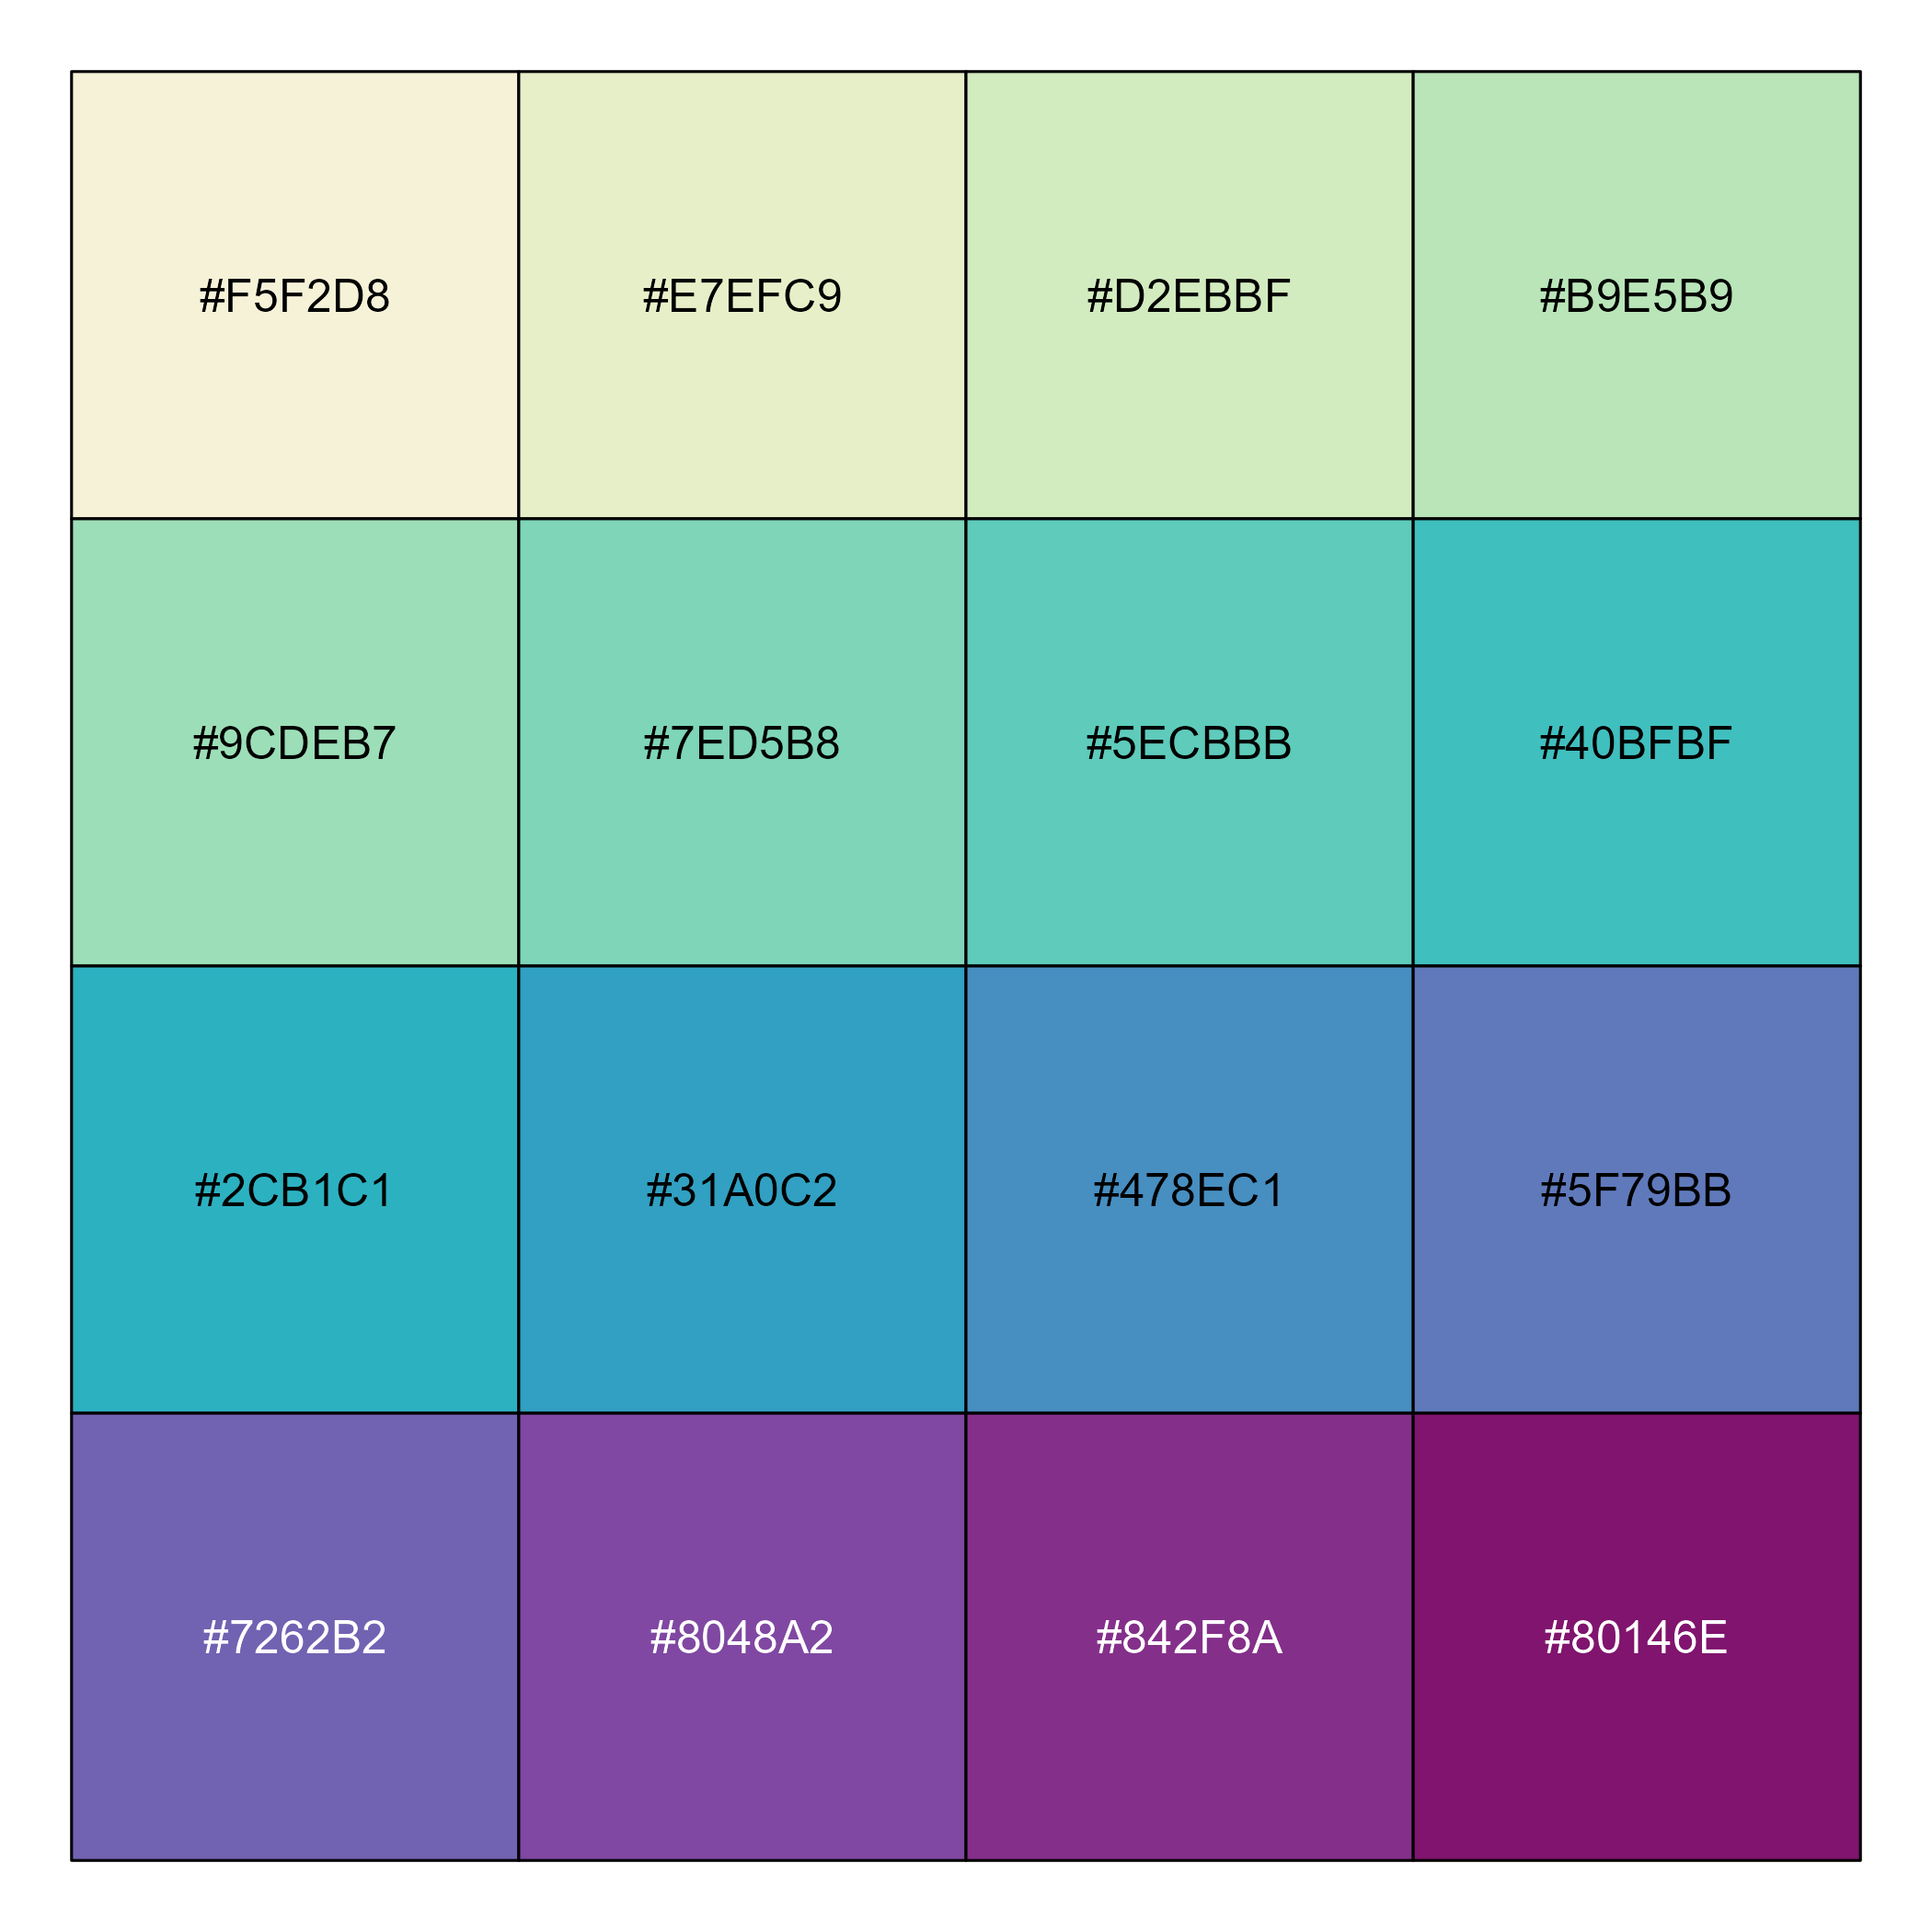 #F5F2D8 #E7EFC9 #D2EBBF #B9E5B9
#9CDEB7 #7ED5B8 #5ECBBB #40BFBF
#2CB1C1 #31A0C2 #478EC1 #5F79BB
#7262B2 #8048A2 #842F8A #80146E